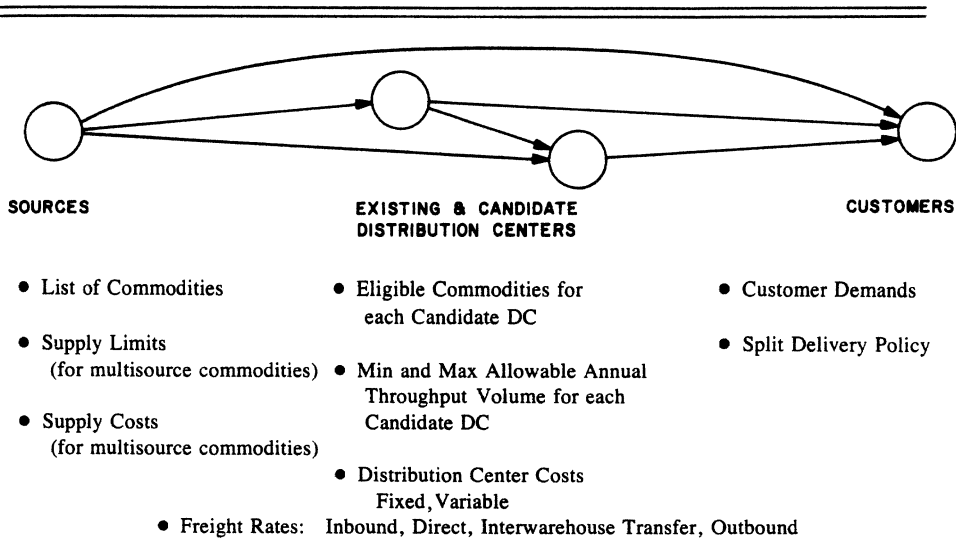 SOURCES
EXISTING & CANDIDATE
DISTRIBUTION CENTERS
CUSTOMERS
• List of Commodities
• Supply Limits
(for multisource commodities)
• Supply Costs
(for multisource commodities)
• Eligible Commodities for
each Candidate DC
• Min and Max Allowable Annual
Throughput Volume for each
Candidate DC
• Distribution Center Costs
Fixed, Variable
• Customer Demands
• Split Delivery Policy
• Freight Rates: Inbound, Direct, Interwarehouse Transfer, Outbound